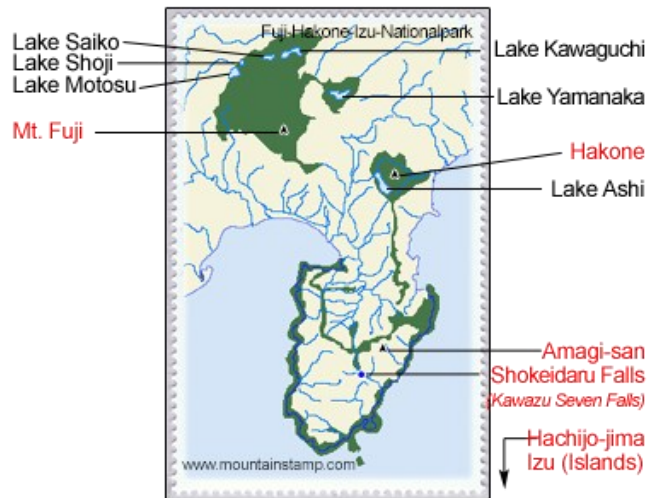 Fuji-Hakone-Izu-Nationalpark
Lake Saiko
Lake Shoji
Lake Motosu
Mt. Fuji
Lake Kawaguchi
Lake Yamanaka
Hakone
Lake Ashi
Amagi-san
Shokeidaru Falls
(Kawazu Seven Falls)
Hachijo-jima
Izu (Islands)
www.mountainstamp.com